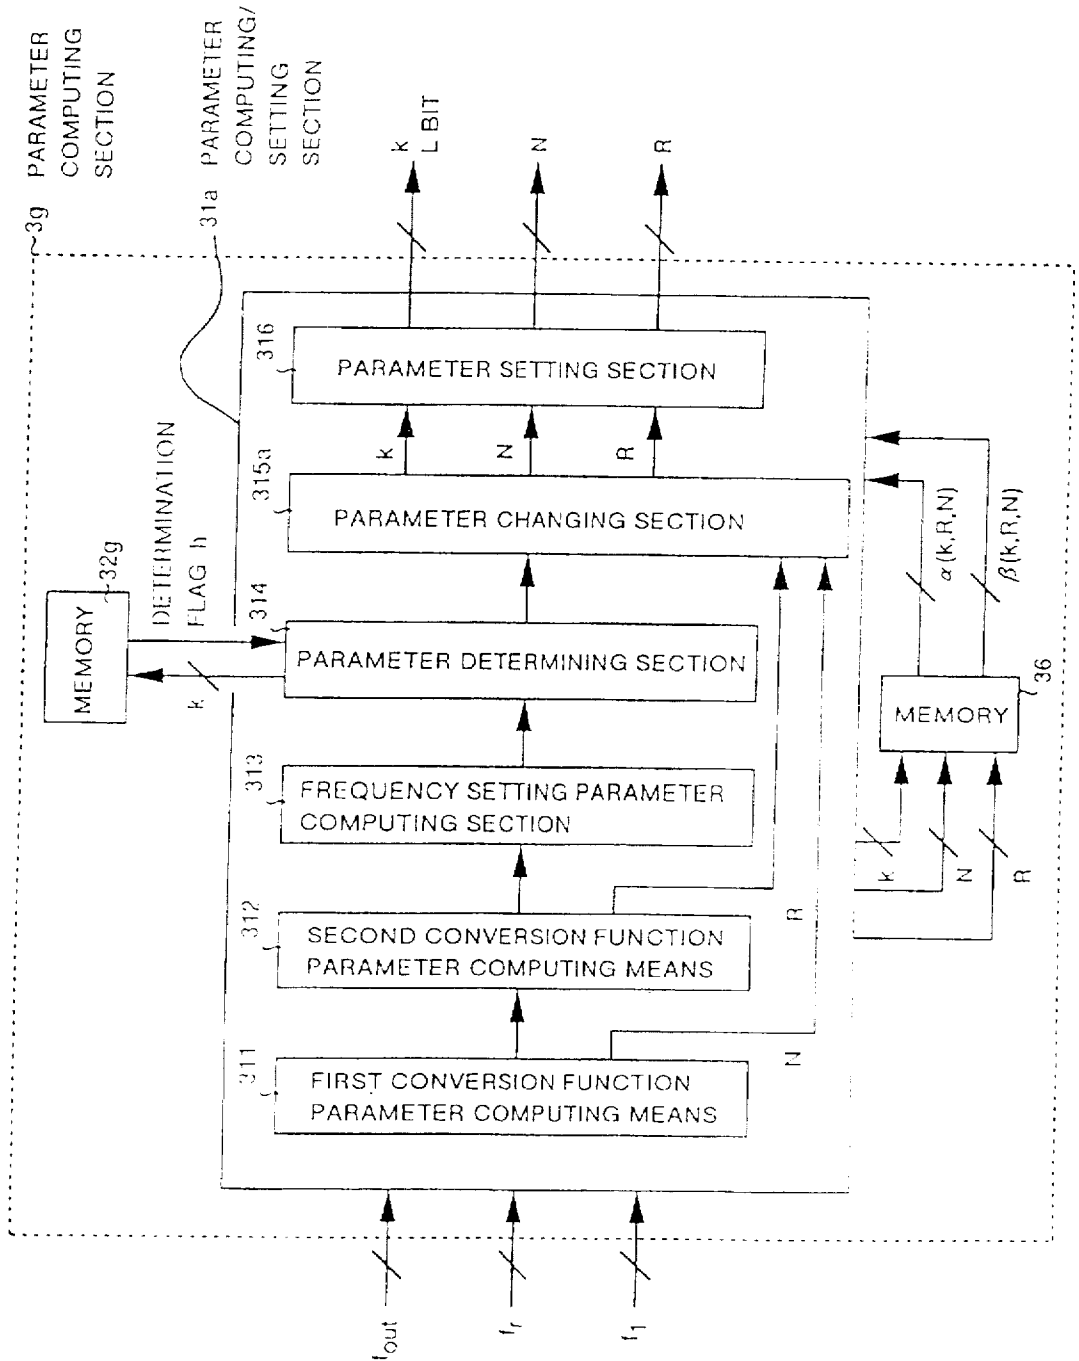 3g PARAMETER
COMPUTING
SECTION
31a PARAMETER
COMPUTING/
SETTING
SECTION
MEMORY
32g
DETERMINATION
FLAG h
k
fout
fr
f1
311
FIRST CONVERSION FUNCTION
PARAMETER COMPUTING MEANS
N
312
SECOND CONVERSION FUNCTION
PARAMETER COMPUTING MEANS
R
313
FREQUENCY SETTING PARAMETER
COMPUTING SECTION
314
PARAMETER DETERMINING SECTION
315a
PARAMETER CHANGING SECTION
k
N
R
316
PARAMETER SETTING SECTION
k
L BIT
N
R
k
N
R
MEMORY
36
α(k,R,N)
β(k,R,N)